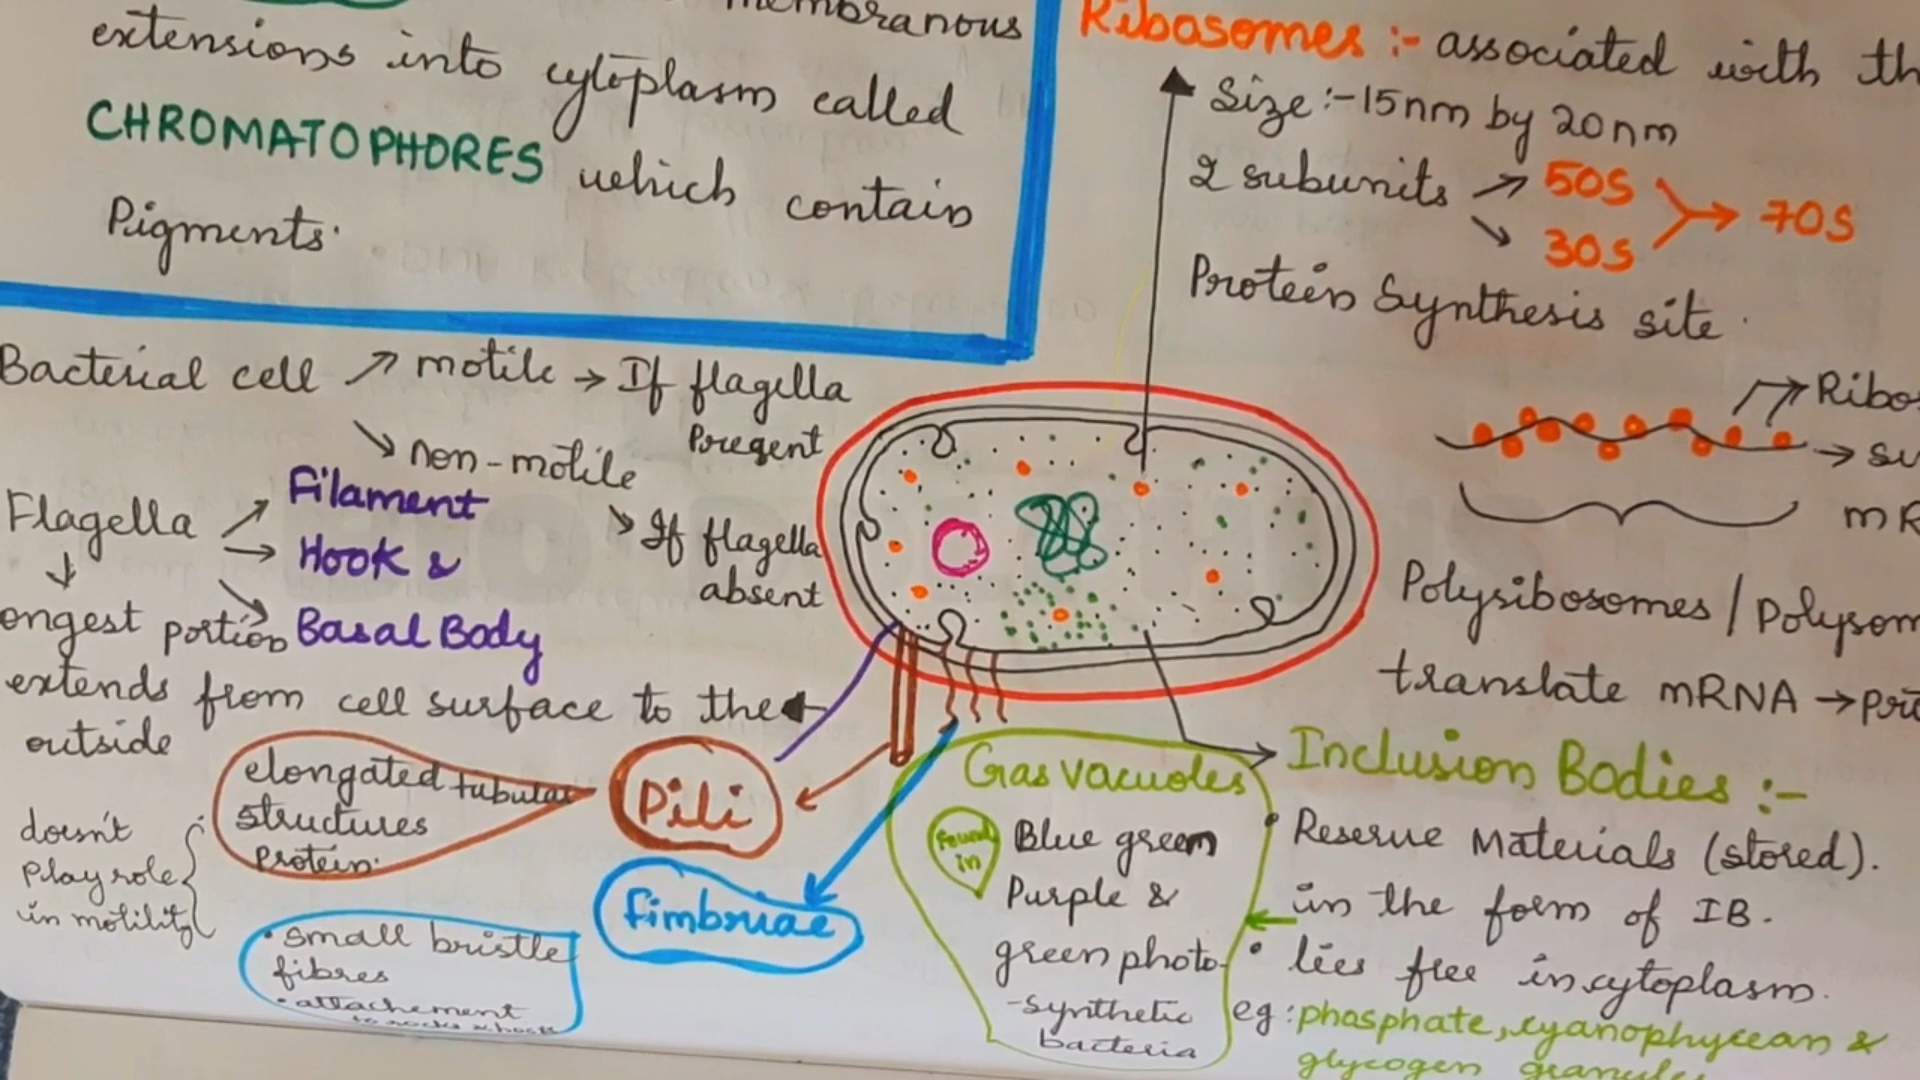 membranous
extensions into cytoplasm called
CHROMATOPHORES which contain
Pigments.
Ribosomes :- associated with th
Size :- 15nm by 20nm
2 subunits → 50S
30S → 70S
Protein Synthesis site.
Ribo
su
mR
Polysibosomes / Polysom
translate mRNA → pro
Bacterial cell ↗ motile → If flagella
Present
↘ non-motile
↘ If flagella
absent
Flagella
Filament
Hook &
Basal Body
ongest portion
extends from cell surface to the
outside
Pili
elongated tubular
structures
Protein.
doesn't
play role
in motility
Fimbriae
• small bristle
fibres
• attachement
Gas vacuoles
Found
in
Blue green
Purple &
green photo-
-synthetic
bacteria
Inclusion Bodies :-
• Reserve Materials (stored).
in the form of IB.
• lies free in cytoplasm.
eg: phosphate, cyanophycean &
glycogen granules